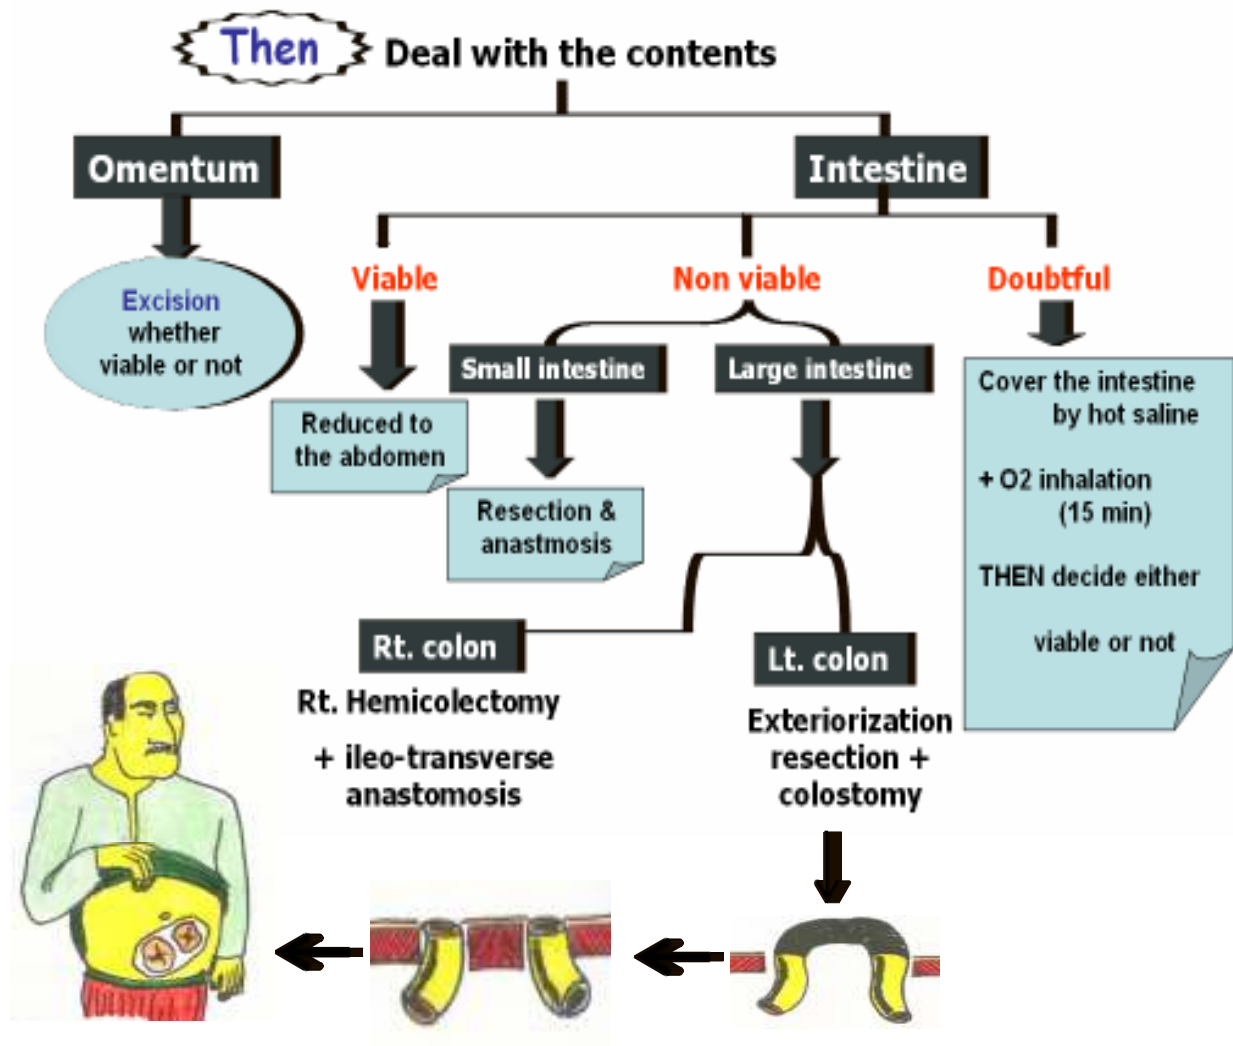 Then Deal with the contents
Omentum
Intestine
Excision
whether
viable or not
Viable
Non viable
Doubtful
Reduced to
the abdomen
Small intestine
Large intestine
Resection &
anastmosis
Cover the intestine
by hot saline
+ O2 inhalation
(15 min)
THEN decide either
viable or not
Rt. colon
Rt. Hemicolectomy
+ ileo-transverse
anastomosis
Lt. colon
Exteriorization
resection +
colostomy